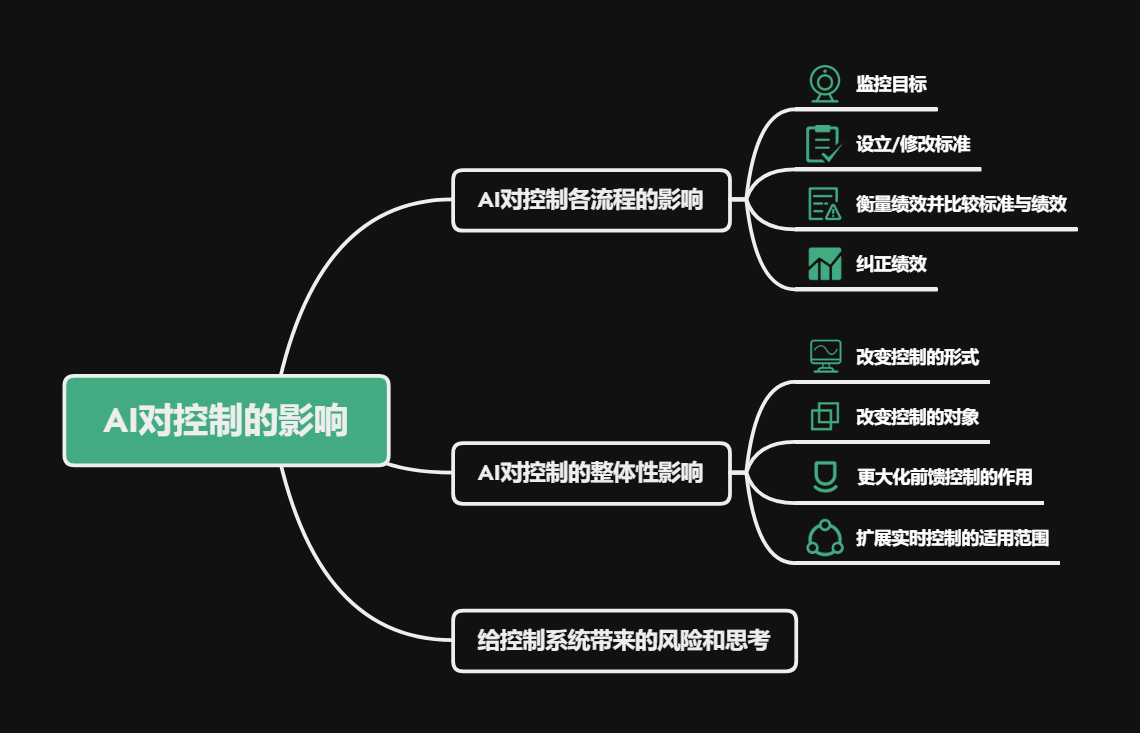 AI对控制的影响
AI对控制各流程的影响
监控目标
设立/修改标准
衡量绩效并比较标准与绩效
纠正绩效
AI对控制的整体性影响
改变控制的形式
改变控制的对象
更大化前馈控制的作用
扩展实时控制的适用范围
给控制系统带来的风险和思考